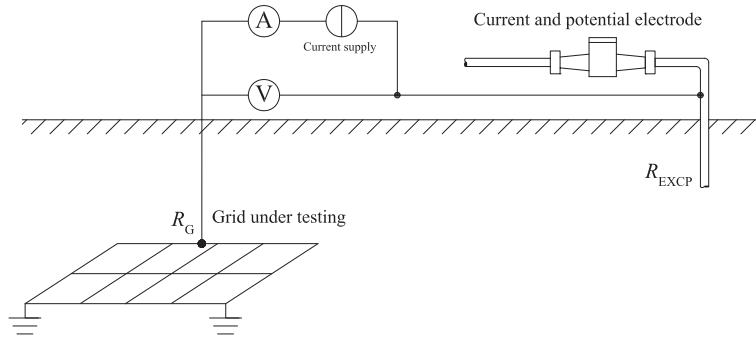 A
Current supply
V
Current and potential electrode
R_EXCP
R_G Grid under testing